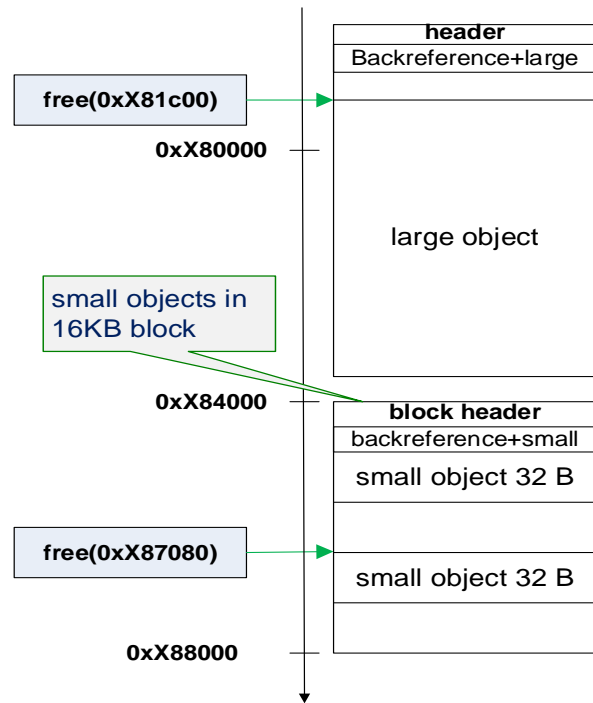 header
Backreference+large
free(0xX81c00)
0xX80000
large object
small objects in
16KB block
0xX84000
block header
backreference+small
small object 32 B
free(0xX87080)
small object 32 B
0xX88000